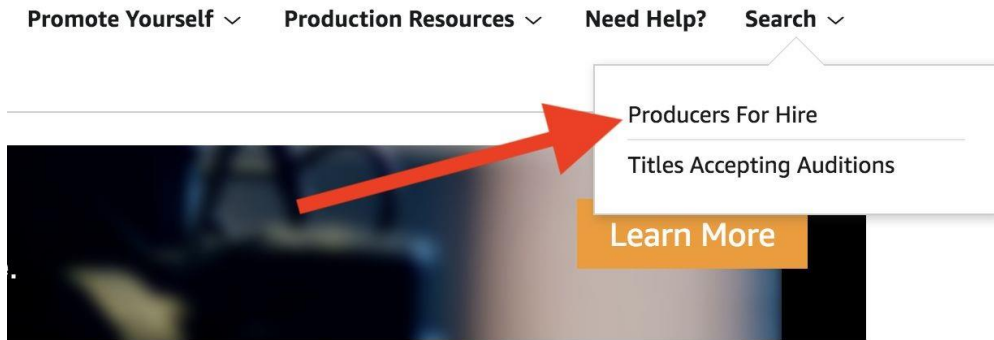 Promote Yourself Production Resources Need Help? Search
Producers For Hire
Titles Accepting Auditions
Learn More
e.